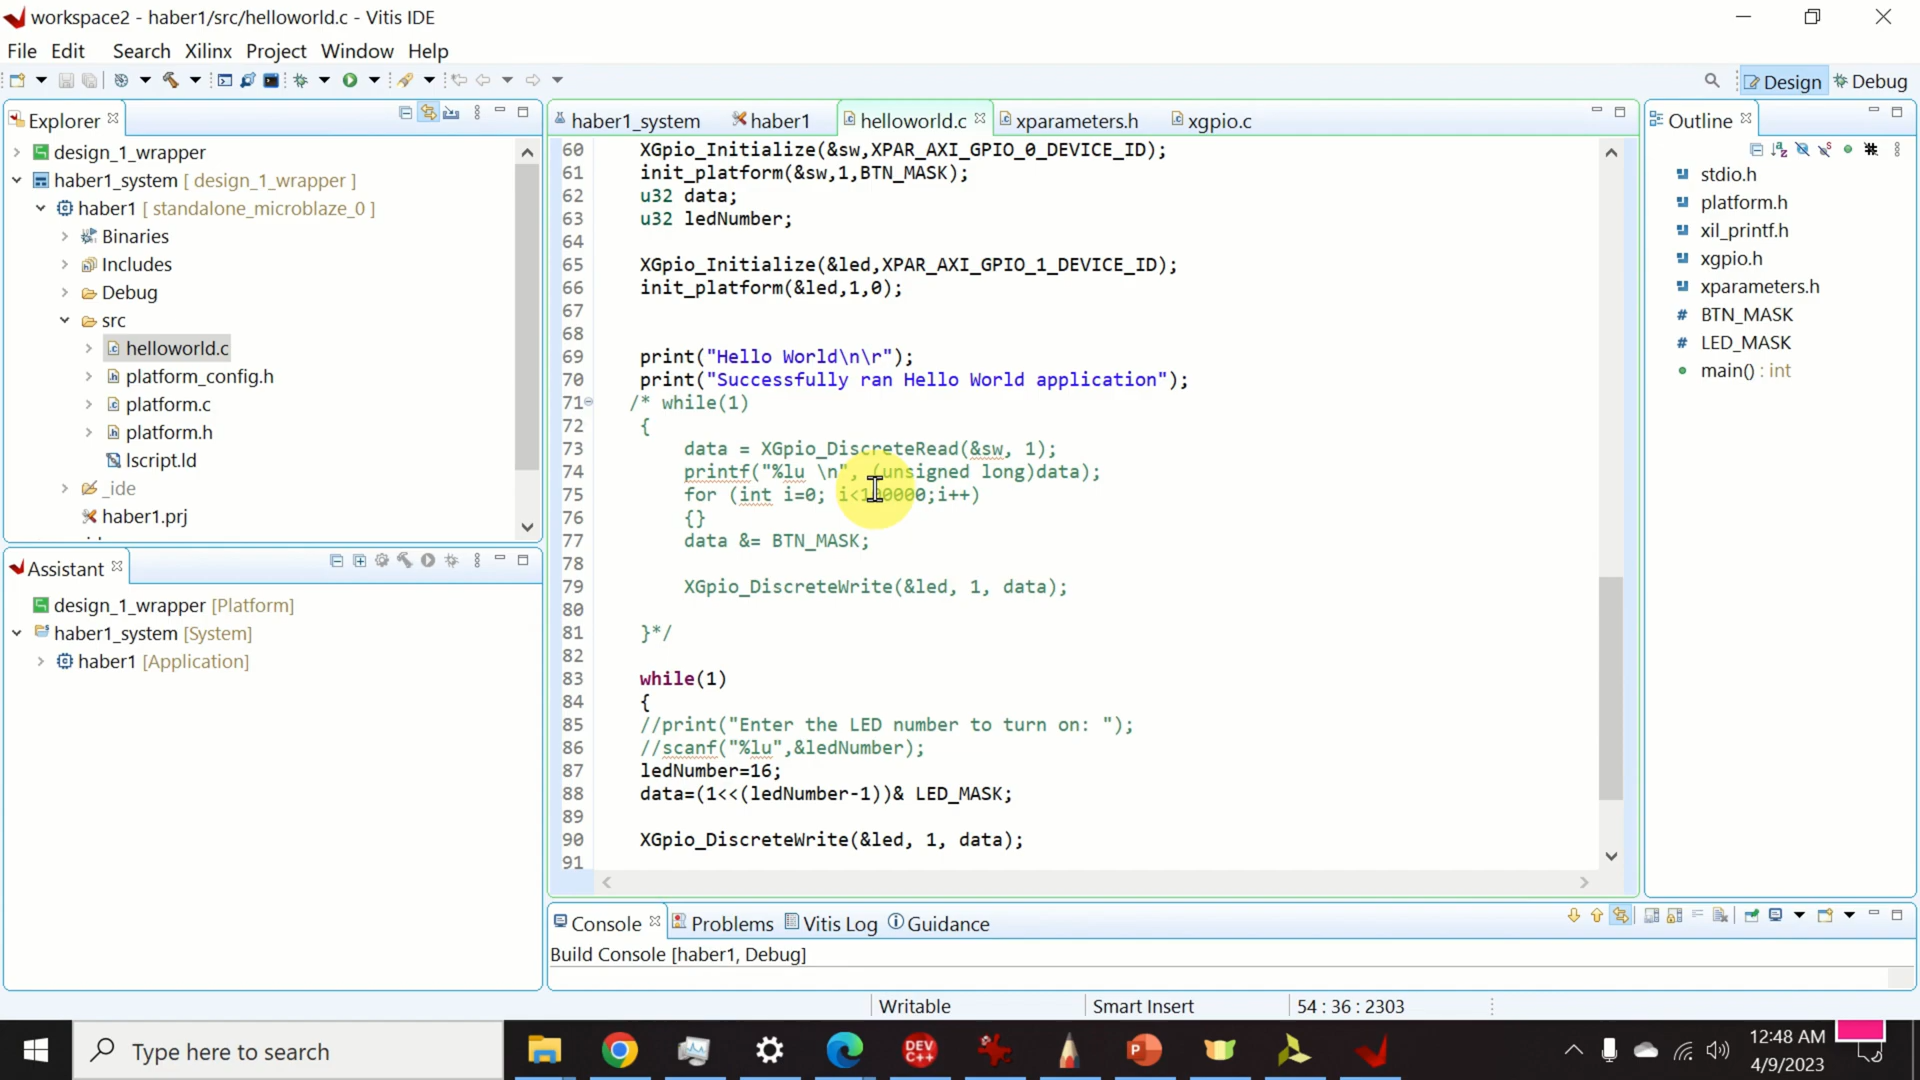 workspace2 - haber1/src/helloworld.c - Vitis IDE
File Edit Search Xilinx Project Window Help
Design Debug
Explorer
design_1_wrapper
haber1_system [ design_1_wrapper ]
haber1 [ standalone_microblaze_0 ]
Binaries
Includes
Debug
src
helloworld.c
platform_config.h
platform.c
platform.h
lscript.ld
_ide
haber1.prj
Assistant
design_1_wrapper [Platform]
haber1_system [System]
haber1 [Application]
haber1_system haber1 helloworld.c xparameters.h xgpio.c
60 XGpio_Initialize(&sw,XPAR_AXI_GPIO_0_DEVICE_ID);
61 init_platform(&sw,1,BTN_MASK);
62 u32 data;
63 u32 ledNumber;
64
65 XGpio_Initialize(&led,XPAR_AXI_GPIO_1_DEVICE_ID);
66 init_platform(&led,1,0);
67
68
69 print("Hello World\n\r");
70 print("Successfully ran Hello World application");
71 /* while(1)
72 {
73 data = XGpio_DiscreteRead(&sw, 1);
74 printf("%lu \n", (unsigned long)data);
75 for (int i=0; i<100000;i++)
76 {}
77 data &= BTN_MASK;
78
79 XGpio_DiscreteWrite(&led, 1, data);
80
81 }*/
82
83 while(1)
84 {
85 //print("Enter the LED number to turn on: ");
86 //scanf("%lu",&ledNumber);
87 ledNumber=16;
88 data=(1<<(ledNumber-1))& LED_MASK;
89
90 XGpio_DiscreteWrite(&led, 1, data);
91
Outline
stdio.h
platform.h
xil_printf.h
xgpio.h
xparameters.h
BTN_MASK
LED_MASK
main() : int
Console Problems Vitis Log Guidance
Build Console [haber1, Debug]
Writable Smart Insert 54 : 36 : 2303
Type here to search
DEV C++
P
12:48 AM
4/9/2023